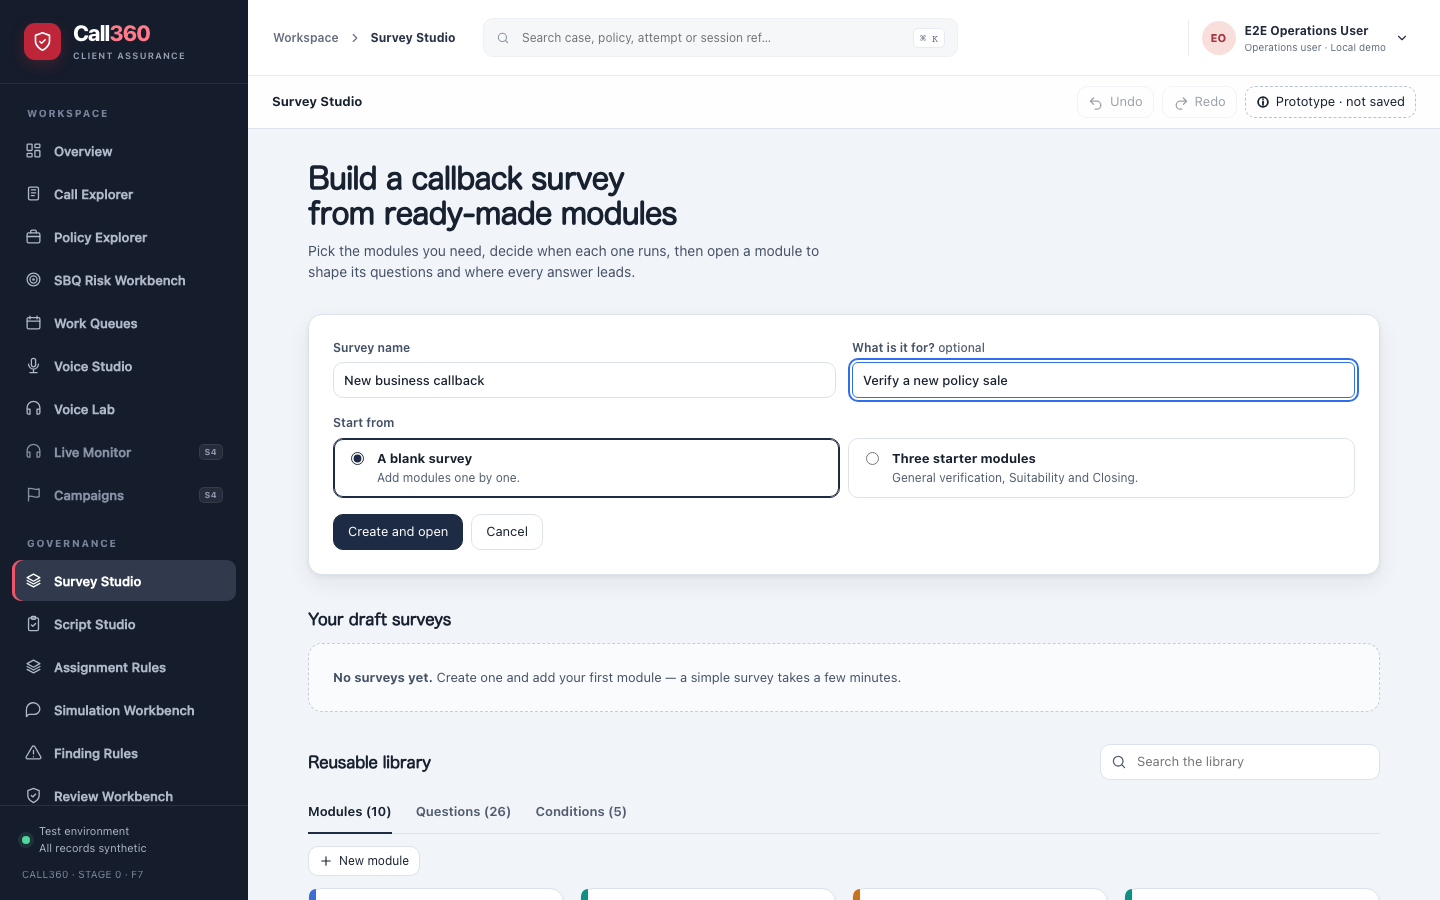 Call360
CLIENT ASSURANCE
WORKSPACE
Overview
Call Explorer
Policy Explorer
SBQ Risk Workbench
Work Queues
Voice Studio
Voice Lab
Live Monitor S4
Campaigns S4
GOVERNANCE
Survey Studio
Script Studio
Assignment Rules
Simulation Workbench
Finding Rules
Review Workbench
Test environment
All records synthetic
CALL360 · STAGE 0 · F7
Workspace > Survey Studio
Search case, policy, attempt or session ref...
⌘ K
EO
E2E Operations User
Operations user · Local demo
Survey Studio
Undo
Redo
Prototype · not saved
Build a callback survey
from ready-made modules
Pick the modules you need, decide when each one runs, then open a module to
shape its questions and where every answer leads.
Survey name
New business callback
What is it for? optional
Verify a new policy sale
Start from
A blank survey
Add modules one by one.
Three starter modules
General verification, Suitability and Closing.
Create and open
Cancel
Your draft surveys
No surveys yet. Create one and add your first module — a simple survey takes a few minutes.
Reusable library
Search the library
Modules (10)
Questions (26)
Conditions (5)
+ New module